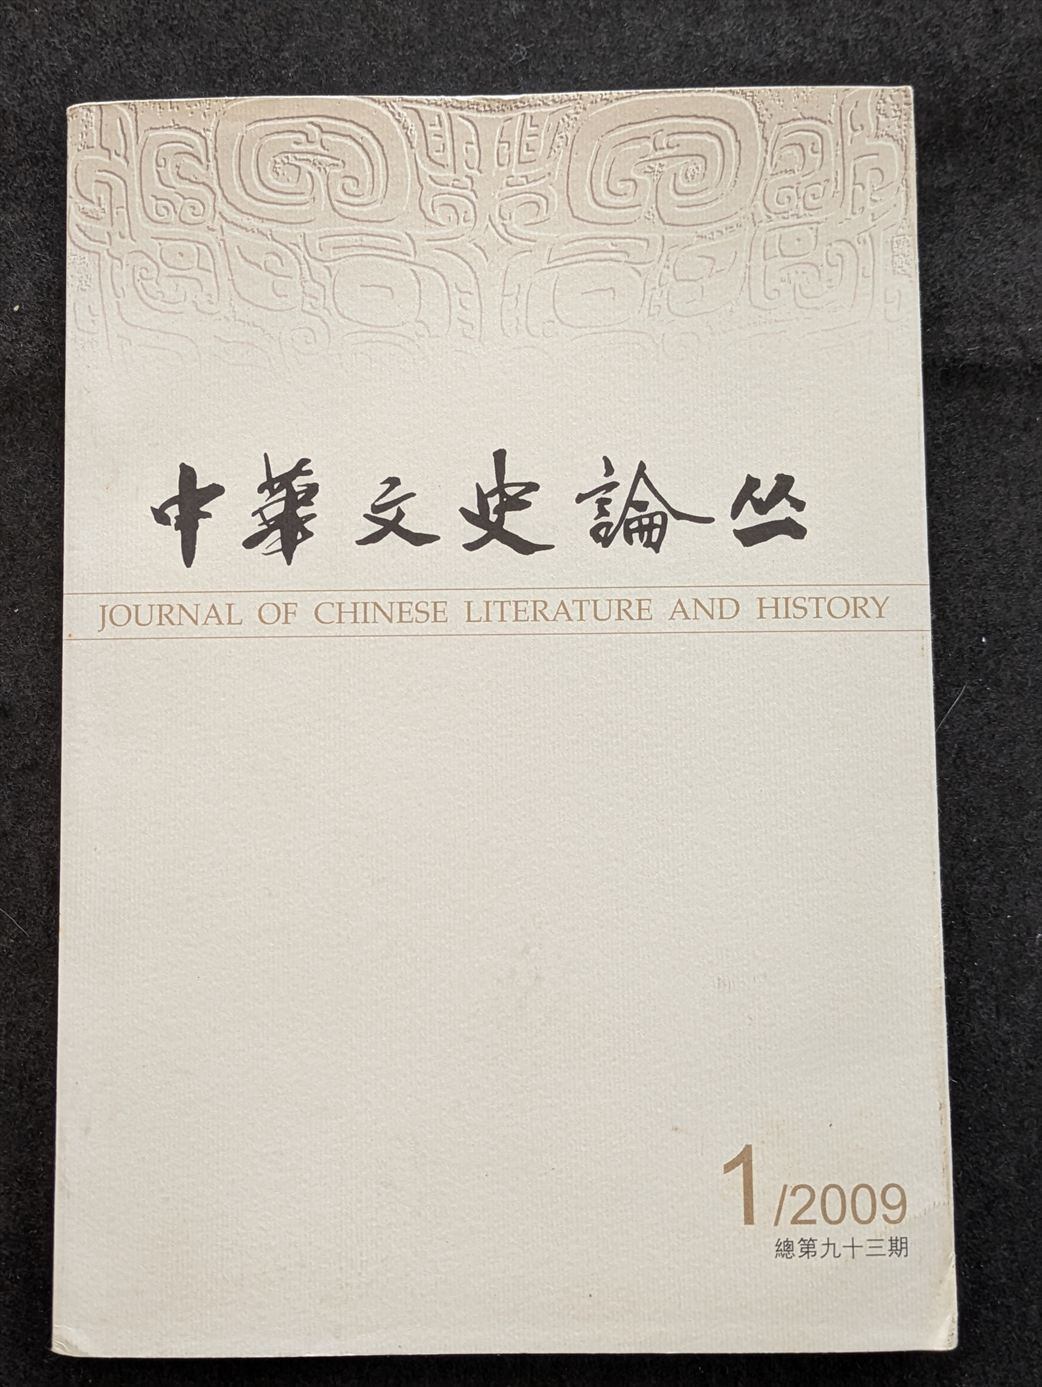 中華文史論丛
JOURNAL OF CHINESE LITERATURE AND HISTORY
1/2009
總第九十三期